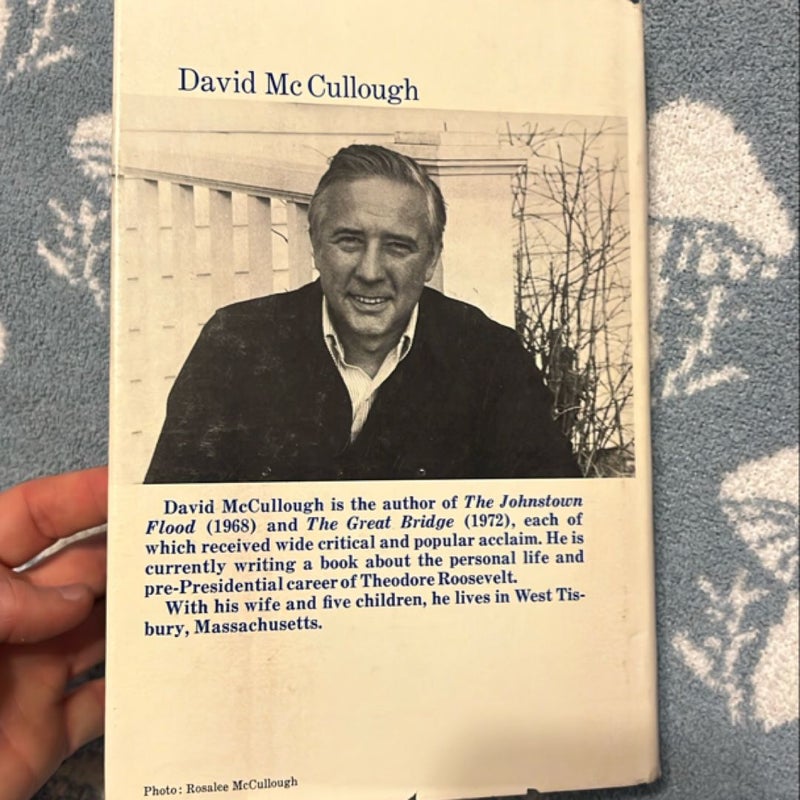 David McCullough
David McCullough is the author of The Johnstown
Flood (1968) and The Great Bridge (1972), each of
which received wide critical and popular acclaim. He is
currently writing a book about the personal life and
pre-Presidential career of Theodore Roosevelt.
With his wife and five children, he lives in West Tis-
bury, Massachusetts.
Photo: Rosalee McCullough